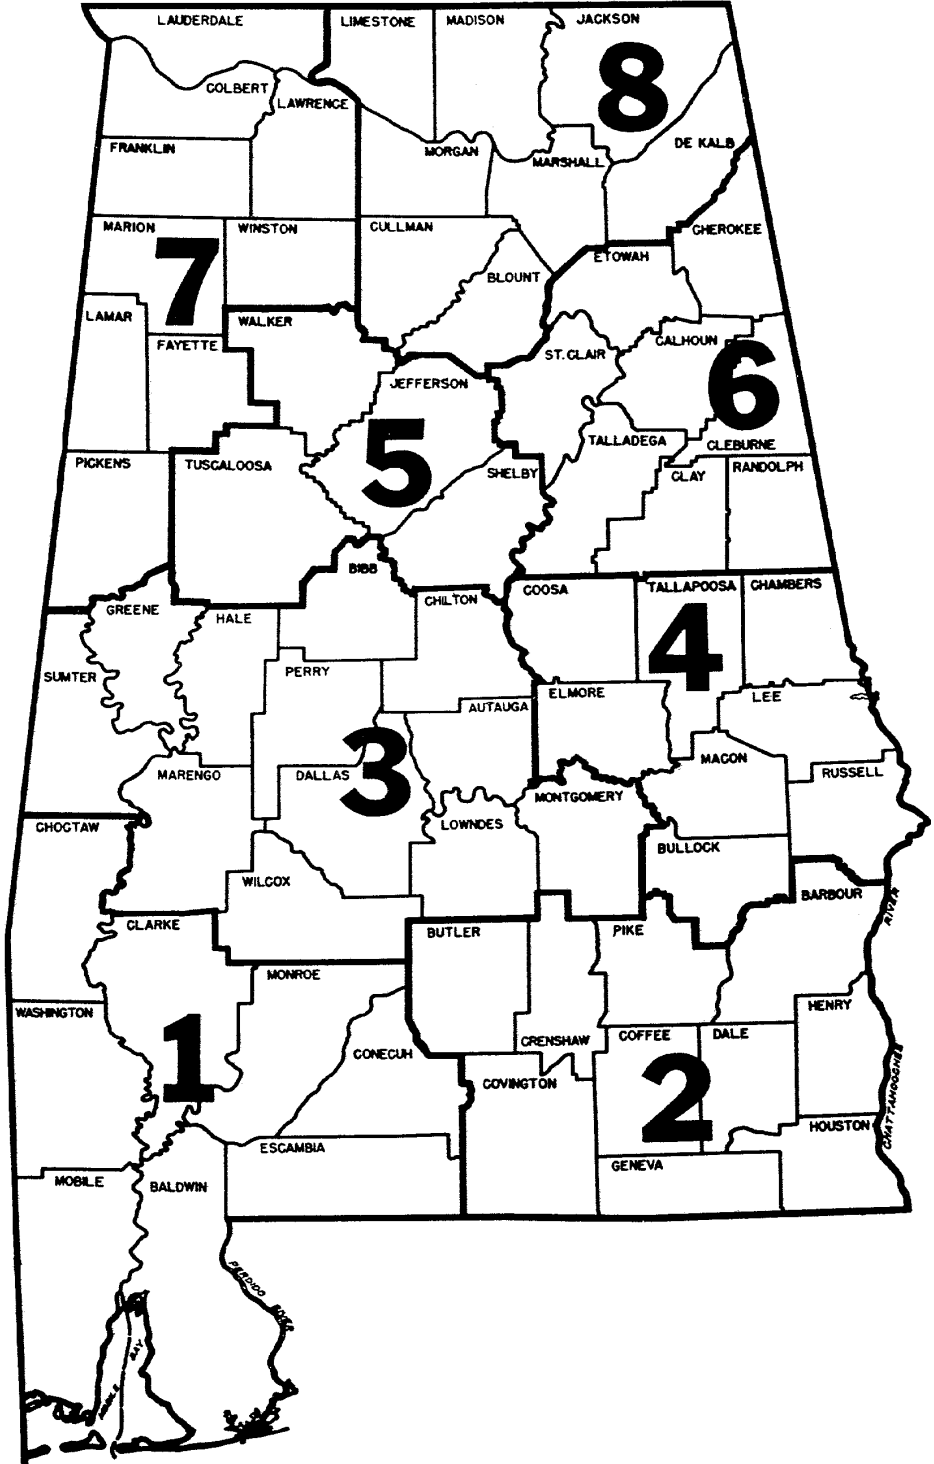 LAUDERDALE
LIMESTONE
MADISON
JACKSON
8
COLBERT
LAWRENCE
FRANKLIN
MORGAN
MARSHALL
DE KALB
MARION
WINSTON
CULLMAN
CHEROKEE
7
BLOUNT
ETOWAH
LAMAR
WALKER
FAYETTE
ST. CLAIR
CALHOUN
6
JEFFERSON
5
TALLADEGA
CLEBURNE
PICKENS
TUSCALOOSA
SHELBY
CLAY
RANDOLPH
BIBB
GREENE
HALE
CHILTON
COOSA
TALLAPOOSA
CHAMBERS
4
SUMTER
PERRY
AUTAUGA
ELMORE
LEE
3
MARENGO
DALLAS
MACON
RUSSELL
CHOCTAW
LOWNDES
MONTGOMERY
BULLOCK
WILCOX
BARBOUR
RIVER
CLARKE
BUTLER
PIKE
MONROE
WASHINGTON
HENRY
1
CONECUH
CRENSHAW
COFFEE
DALE
2
COVINGTON
CHATTAHOOCHEE
HOUSTON
ESCAMBIA
GENEVA
MOBILE
BALDWIN
PERDIDO RIVER
MOBILE BAY